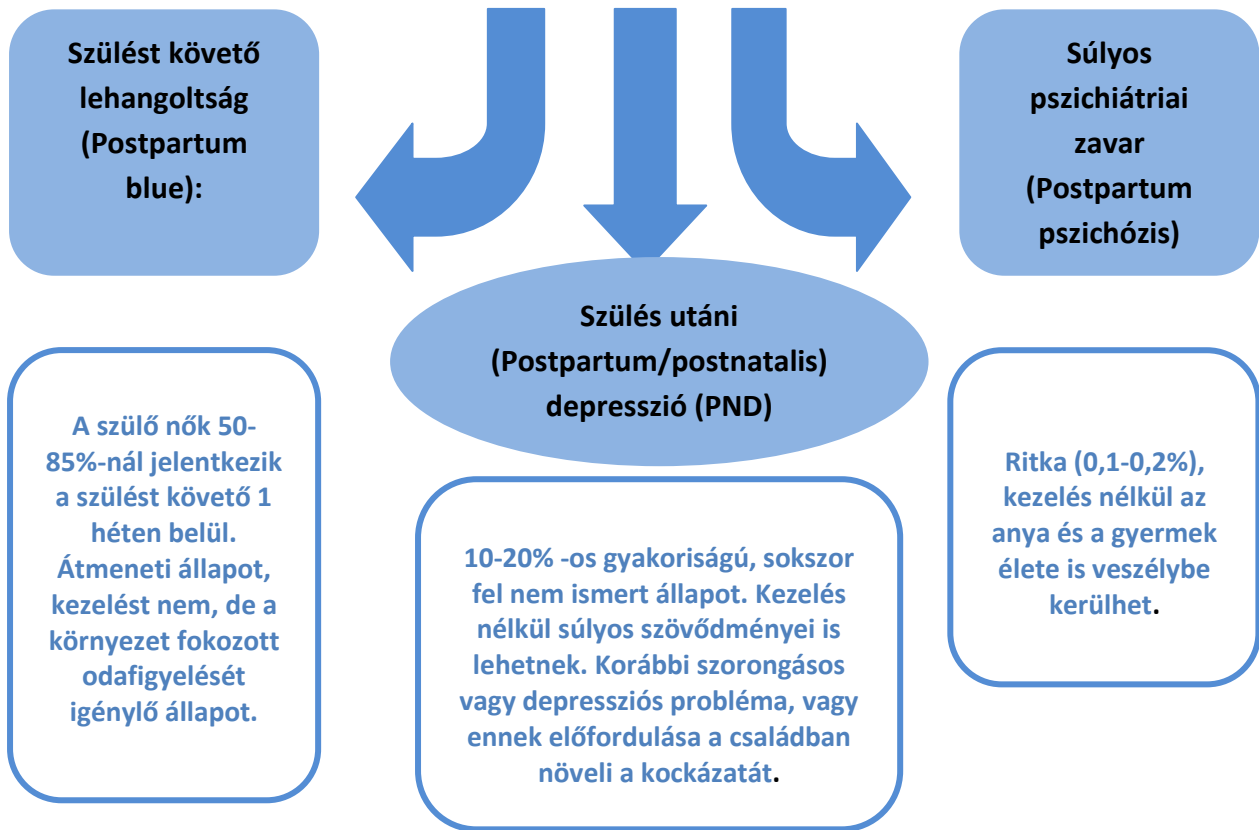 Szülést követő
lehangoltság
(Postpartum
blue):
Súlyos
pszichiátriai
zavar
(Postpartum
pszichózis)
Szülés utáni
(Postpartum/postnatalis)
depresszió (PND)
A szülő nők 50-
85%-nál jelentkezik
a szülést követő 1
héten belül.
Átmeneti állapot,
kezelést nem, de a
környezet fokozott
odafigyelését
igénylő állapot.
10-20% -os gyakoriságú, sokszor
fel nem ismert állapot. Kezelés
nélkül súlyos szövődményei is
lehetnek. Korábbi szorongásos
vagy depressziós probléma, vagy
ennek előfordulása a családban
növeli a kockázatát.
Ritka (0,1-0,2%),
kezelés nélkül az
anya és a gyermek
élete is veszélybe
kerülhet.